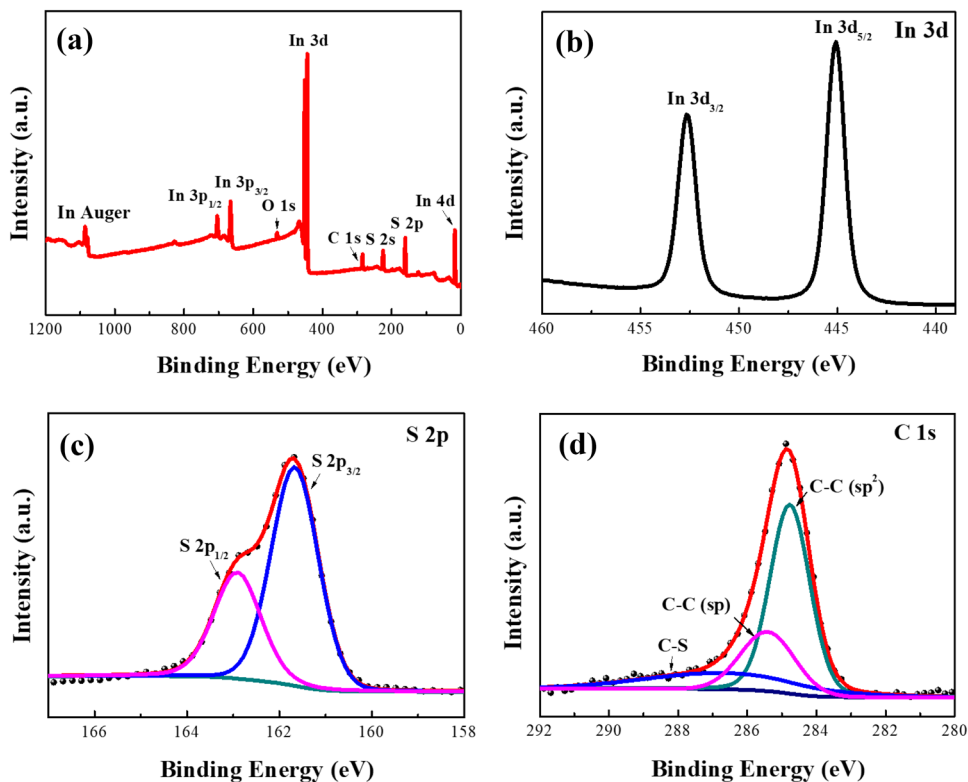 (a)
In 3d
In Auger
In 3p1/2
In 3p3/2
O 1s
C 1s
S 2s
S 2p
In 4d
Intensity (a.u.)
1200 1000 800 600 400 200 0
Binding Energy (eV)
(b)
In 3d
In 3d5/2
In 3d3/2
Intensity (a.u.)
460 455 450 445 440
Binding Energy (eV)
(c)
S 2p
S 2p3/2
S 2p1/2
Intensity (a.u.)
166 164 162 160 158
Binding Energy (eV)
(d)
C 1s
C-C (sp2)
C-C (sp)
C-S
Intensity (a.u.)
292 290 288 286 284 282 280
Binding Energy (eV)